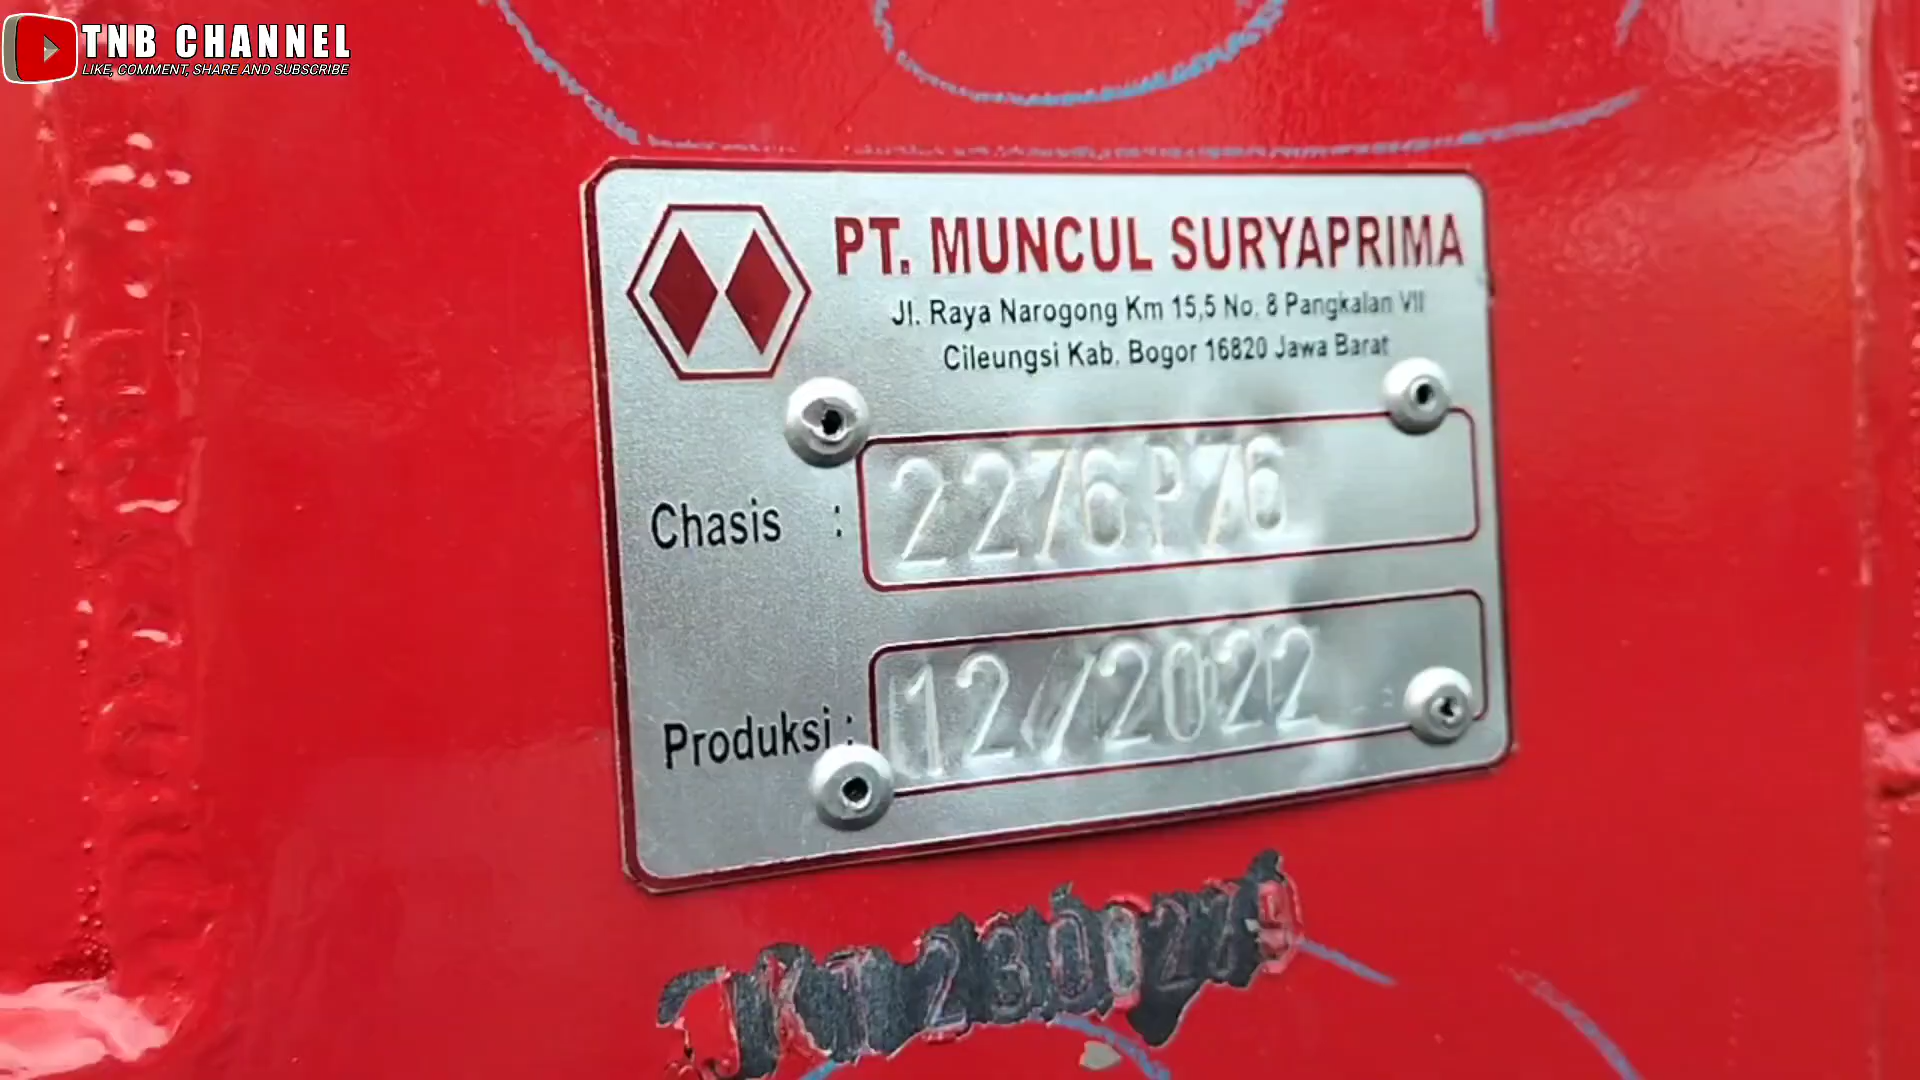 TNB CHANNEL
LIKE, COMMENT, SHARE AND SUBSCRIBE
PT. MUNCUL SURYAPRIMA
Jl. Raya Narogong Km 15,5 No. 8 Pangkalan VII
Cileungsi Kab. Bogor 16820 Jawa Barat
Chasis : 2276P76
Produksi : 12/2022
JKT2300279